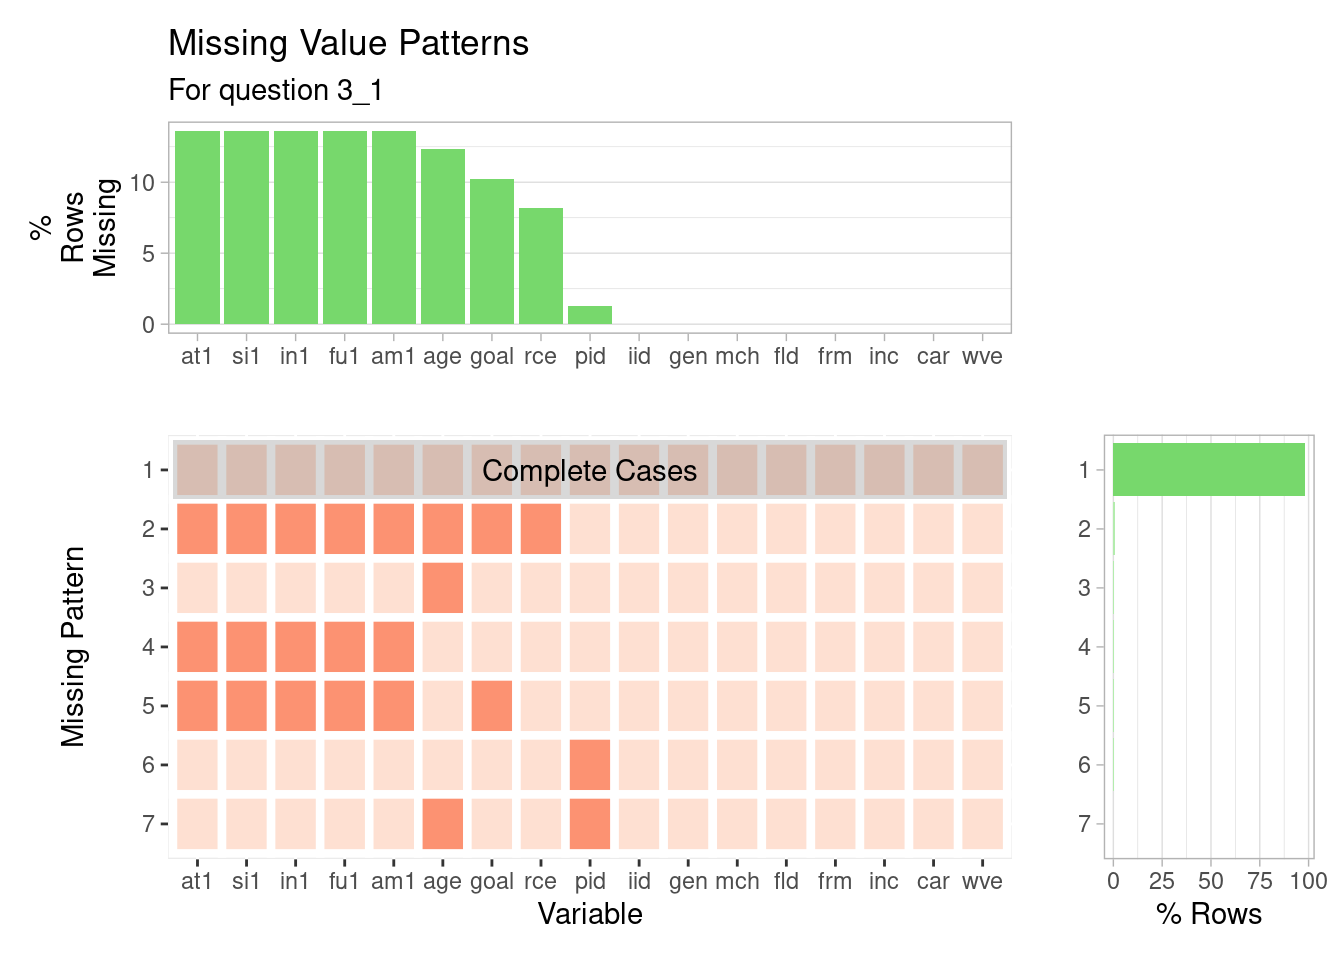 Missing Value Patterns
For question 3_1
%
Rows
Missing
10
5
0
at1 si1 in1 fu1 am1 age goal rce pid iid gen mch fld frm inc car wve
Missing Pattern
1 Complete Cases
2
3
4
5
6
7
at1 si1 in1 fu1 am1 age goal rce pid iid gen mch fld frm inc car wve
Variable
1
2
3
4
5
6
7
0 25 50 75 100
% Rows